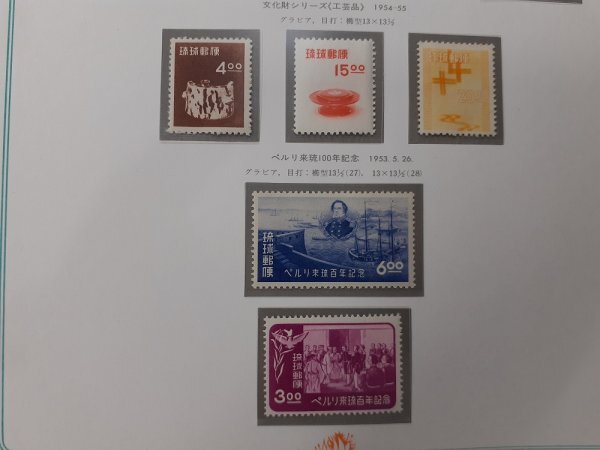 文化財シリーズ(工芸品) 1954-55
グラビア,目打:櫛型13×13½
琉球郵便
4.00
琉球郵便
15.00
琉球郵便
ペルリ来琉100年記念 1953.5.26.
グラビア,目打:櫛型13½(27), 13×13½(28)
琉球郵便
6.00
ペルリ来琉百年記念
琉球郵便
3.00
ペルリ来琉百年記念